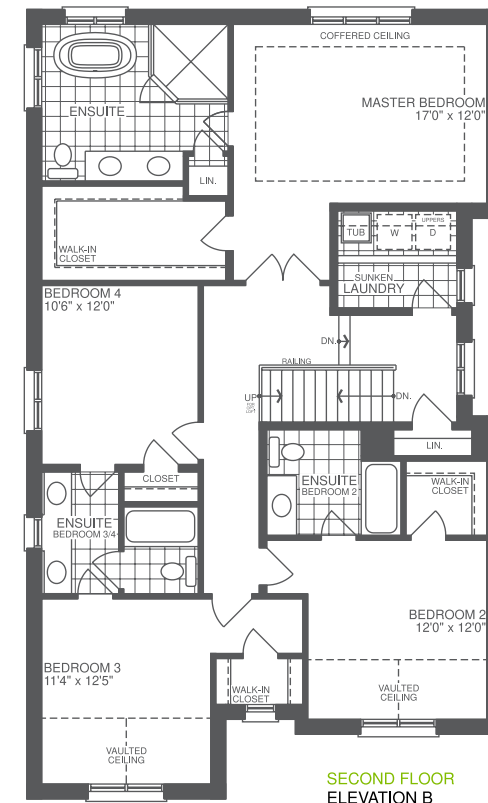 COFFERED CEILING
MASTER BEDROOM
17'0" x 12'0"
ENSUITE
LIN.
WALK-IN
CLOSET
UPPERS
TUB
W
D
SUNKEN
LAUNDRY
BEDROOM 4
10'6" x 12'0"
DN.
RAILING
UP
DN.
LIN.
CLOSET
ENSUITE
BEDROOM 2
WALK-IN
CLOSET
ENSUITE
BEDROOM 3/4
BEDROOM 2
12'0" x 12'0"
BEDROOM 3
11'4" x 12'5"
WALK-IN
CLOSET
VAULTED
CEILING
VAULTED
CEILING
SECOND FLOOR
ELEVATION B